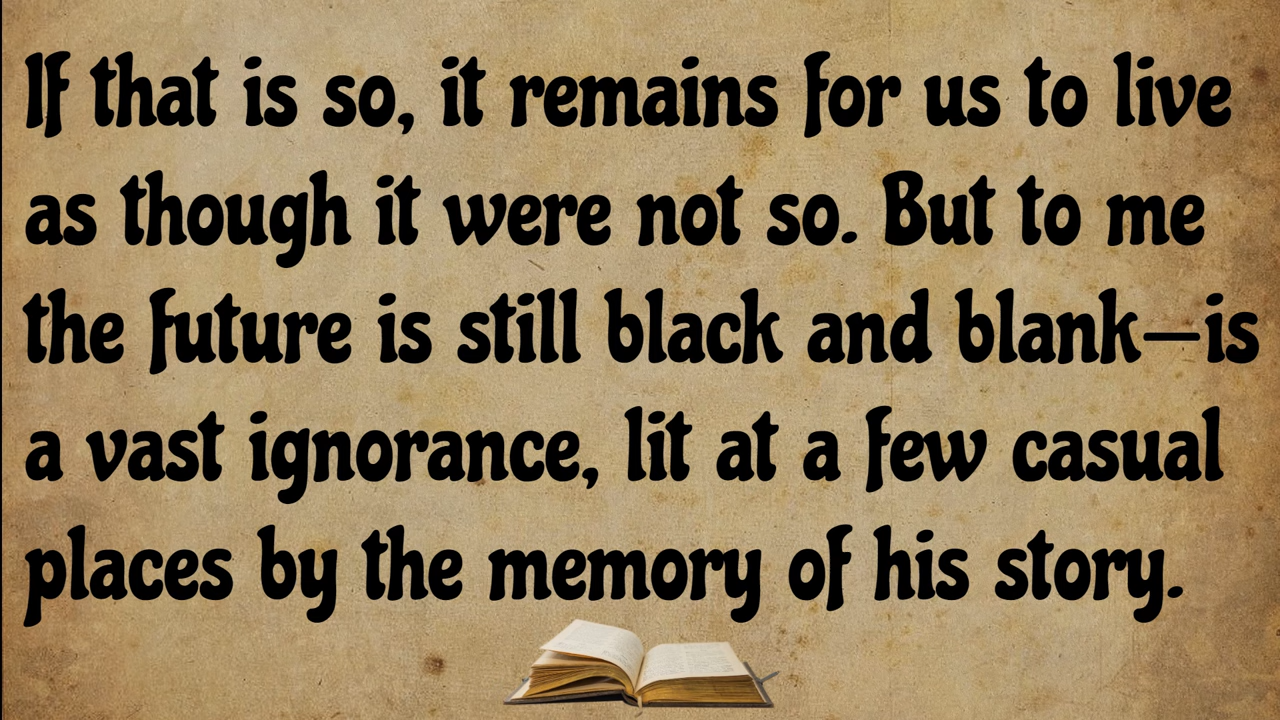 If that is so, it remains for us to live
as though it were not so. But to me
the future is still black and blank—is
a vast ignorance, lit at a few casual
places by the memory of his story.